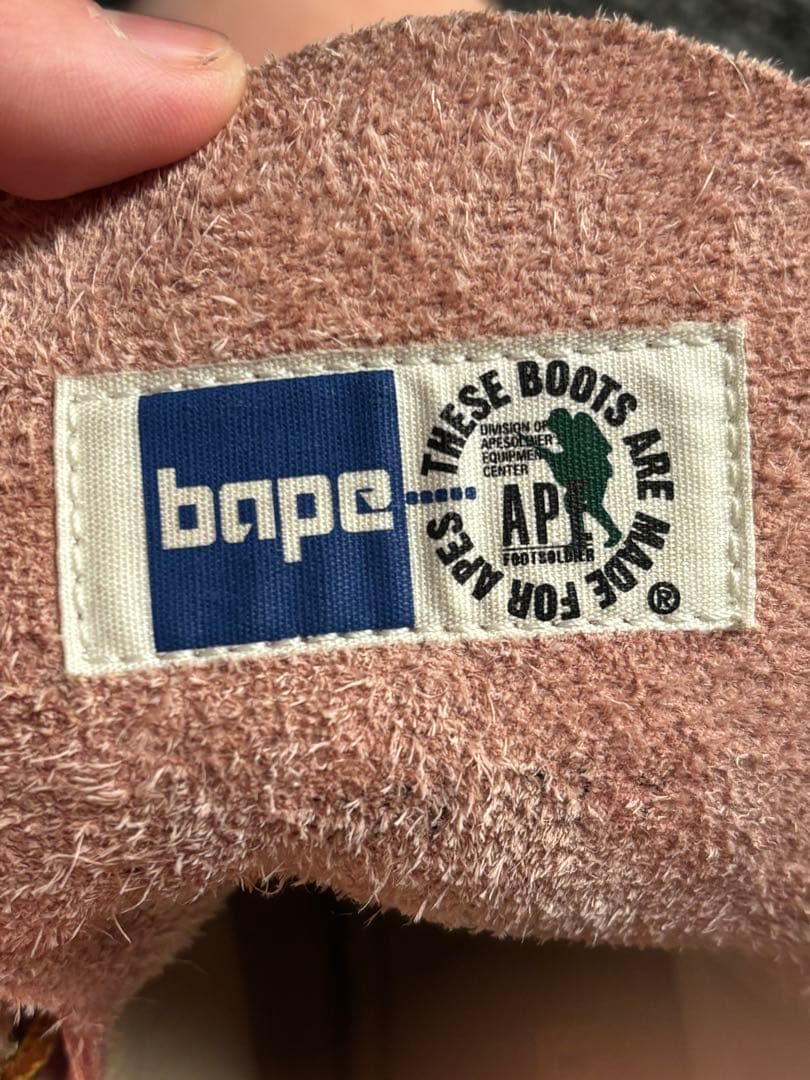 bape
THESE BOOTS ARE MADE FOR APES
DIVISION OF
APESOLDIER
EQUIPMENT
CENTER
APE
FOOTSOLDIER
®